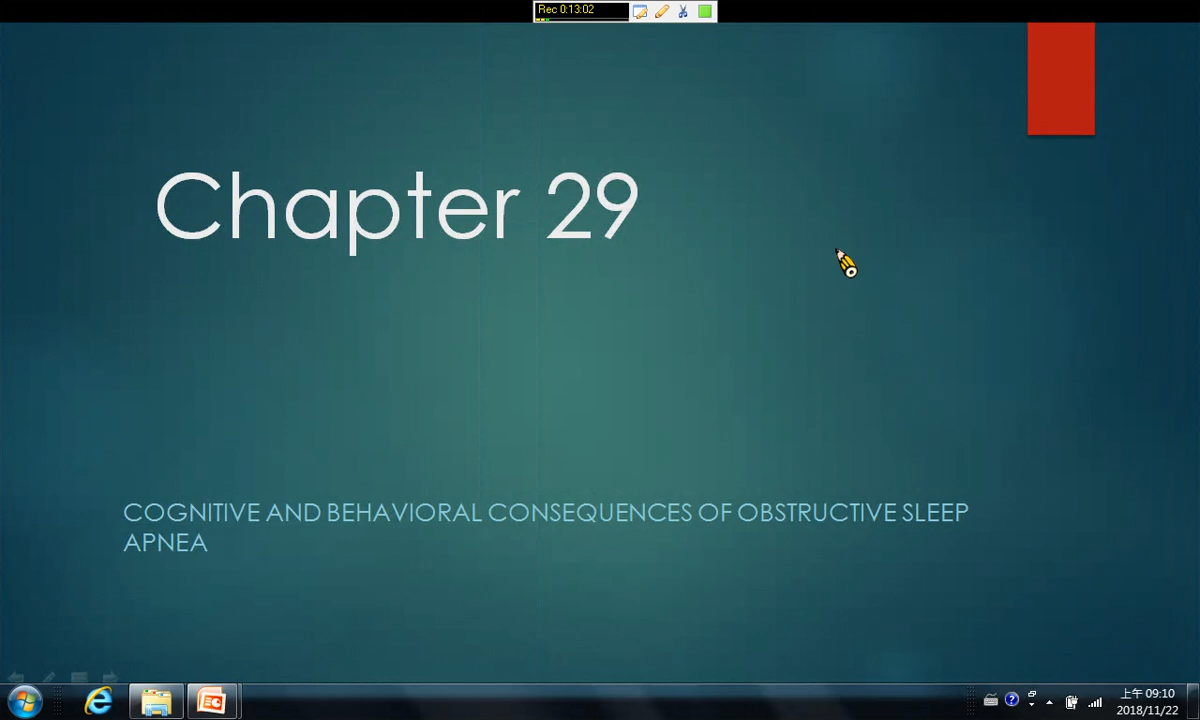 Rec 0:13:02
Chapter 29
COGNITIVE AND BEHAVIORAL CONSEQUENCES OF OBSTRUCTIVE SLEEP
APNEA
上午 09:10
2018/11/22